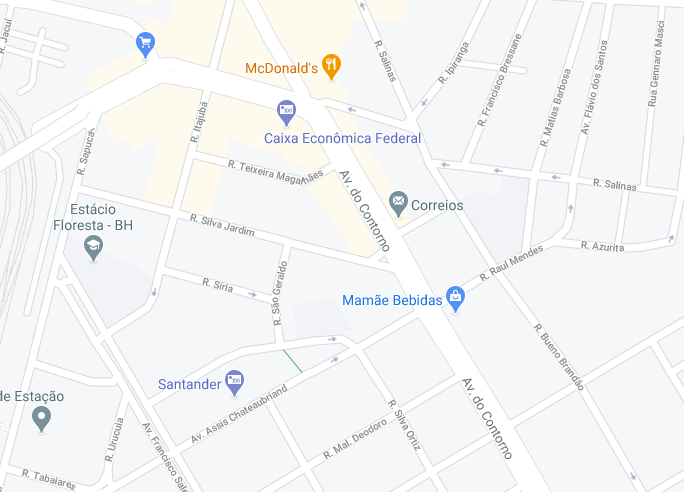 R. Jacuí
R. Salinas
R. Ipiranga
R. Francisco Bressane
R. Matias Barbosa
Av. Flávio dos Santos
Rua Gennaro Masci
McDonald's
R. Itajubá
Caixa Econômica Federal
R. Sapucaí
R. Teixeira Magalhães
Av. do Contorno
R. Salinas
Correios
Estácio
Floresta - BH
R. Silva Jardim
R. Azurita
R. Raul Mendes
R. São Geraldo
R. Síria
Mamãe Bebidas
R. Bueno Brandão
Santander
de Estação
Av. Assis Chateaubriand
Av. do Contorno
R. Silva Ortiz
R. Mal. Deodoro
R. Urucuia
Av. Francisco Sale
R. Tabaiares